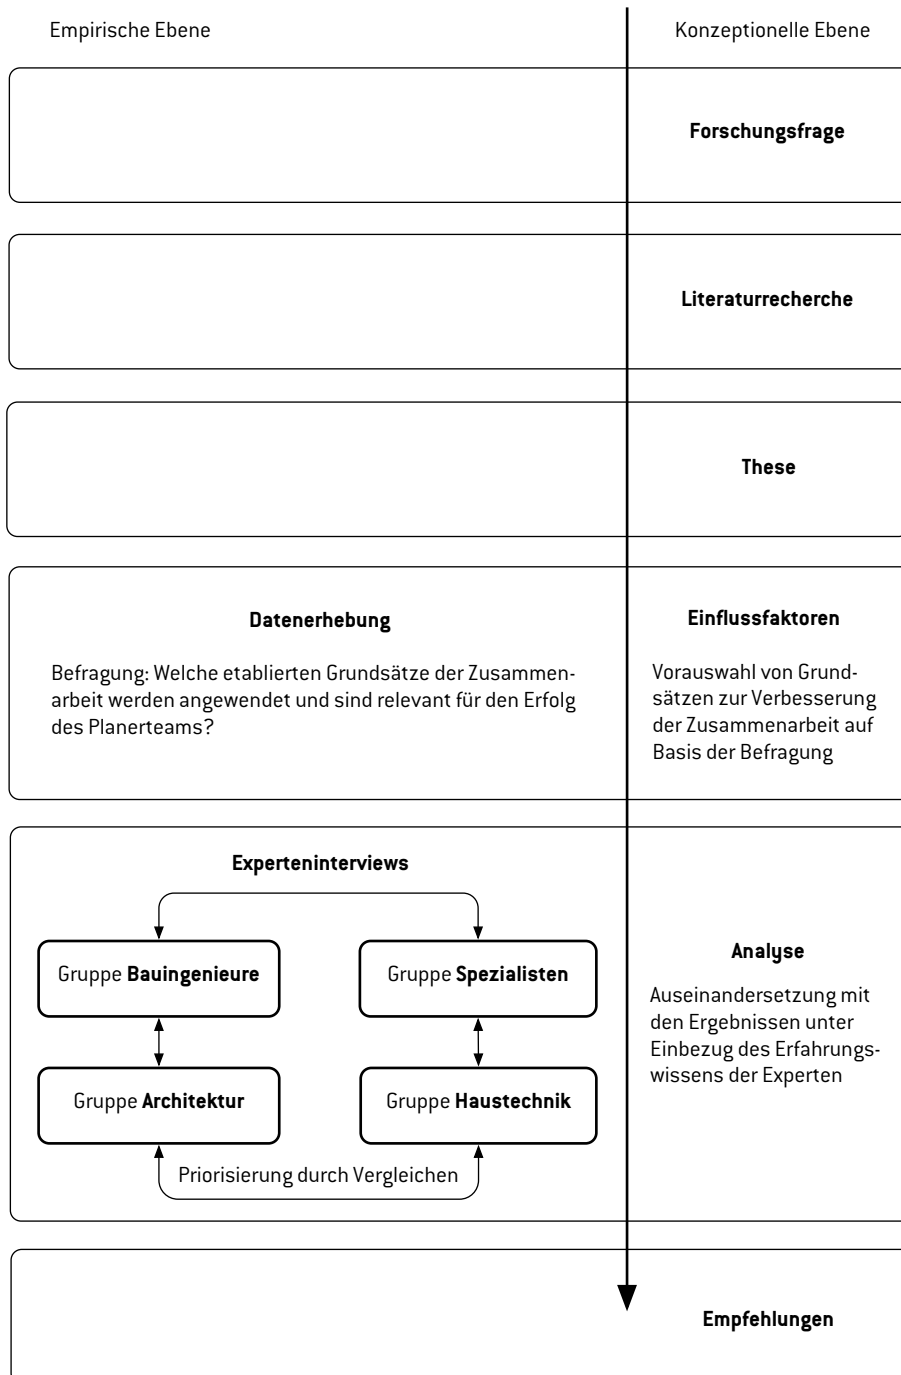 Empirische Ebene
Konzeptionelle Ebene
Forschungsfrage
Literaturrecherche
These
Datenerhebung
Befragung: Welche etablierten Grundsätze der Zusammen-
arbeit werden angewendet und sind relevant für den Erfolg
des Planerteams?
Einflussfaktoren
Vorauswahl von Grund-
sätzen zur Verbesserung
der Zusammenarbeit auf
Basis der Befragung
Experteninterviews
Gruppe Bauingenieure
Gruppe Spezialisten
Gruppe Architektur
Gruppe Haustechnik
Priorisierung durch Vergleichen
Analyse
Auseinandersetzung mit
den Ergebnissen unter
Einbezug des Erfahrungs-
wissens der Experten
Empfehlungen